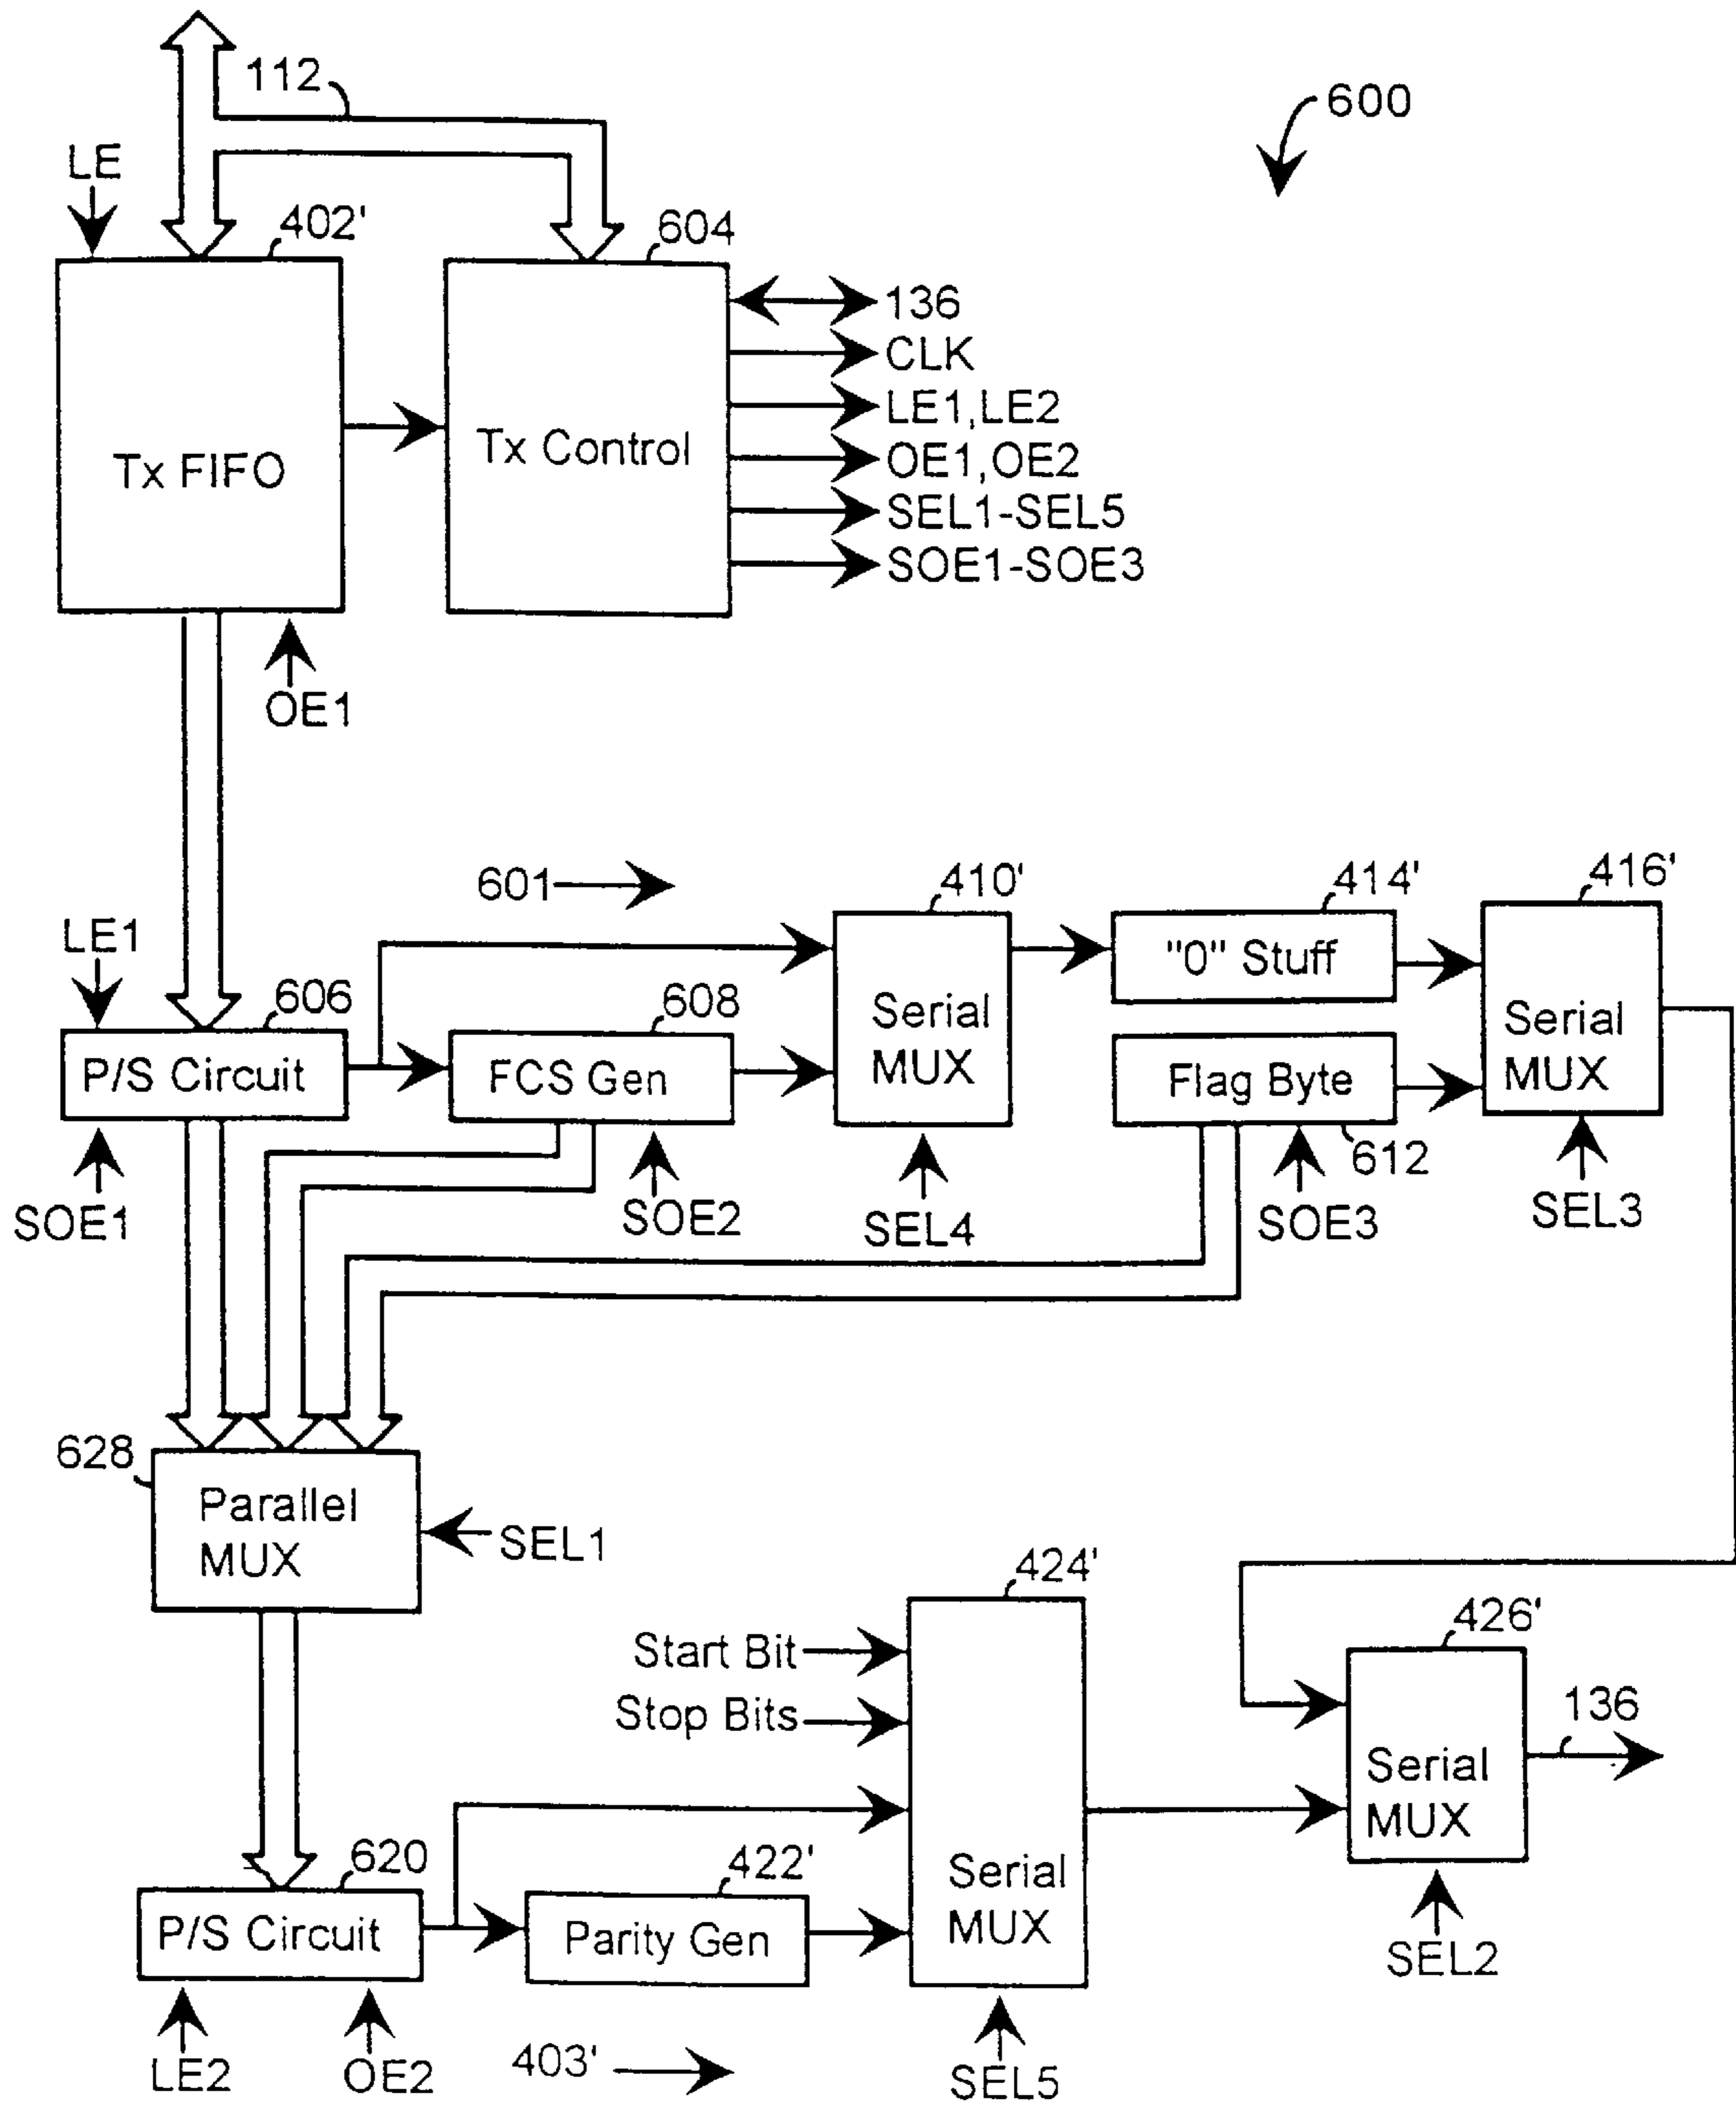 112
600
LE
402'
604
136
CLK
LE1,LE2
OE1,OE2
SEL1-SEL5
SOE1-SOE3
Tx FIFO
Tx Control
OE1
601
410'
414'
416'
LE1
606
608
"0" Stuff
Serial
MUX
Serial
MUX
P/S Circuit
FCS Gen
Flag Byte
612
SOE1
SOE2
SEL4
SOE3
SEL3
628
Parallel
MUX
SEL1
424'
426'
Start Bit
Stop Bits
136
Serial
MUX
620
422'
Serial
MUX
P/S Circuit
Parity Gen
SEL2
LE2
OE2
403'
SEL5